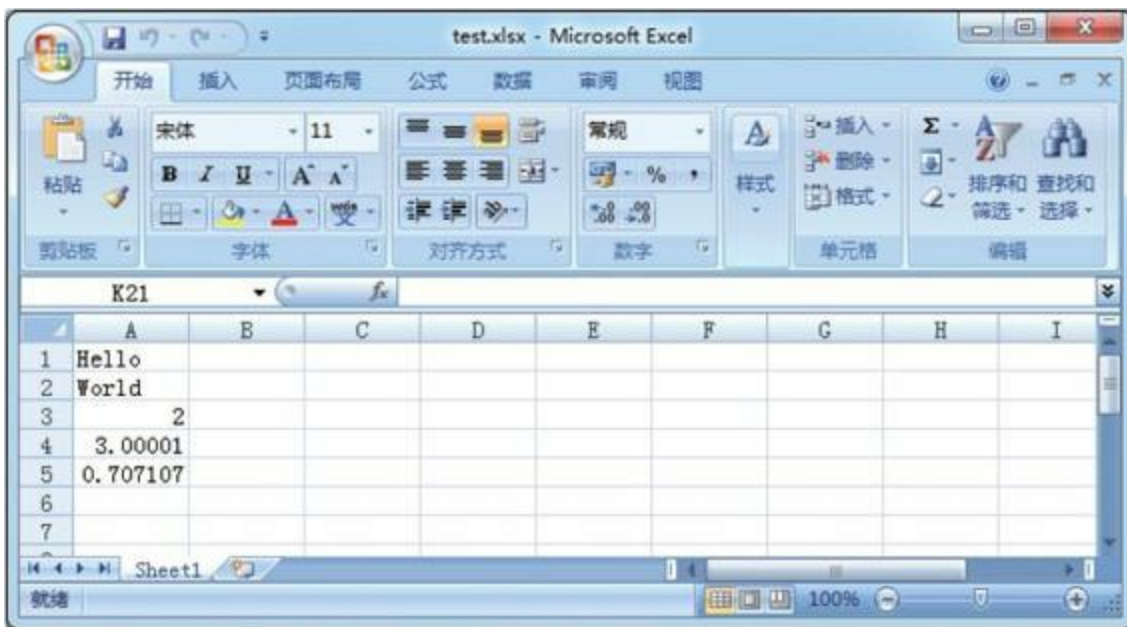 test.xlsx - Microsoft Excel
开始 插入 页面布局 公式 数据 审阅 视图
宋体 11 常规 插入 Σ
粘贴 B I U A A % , 样式 删除 排序和 查找和
A wén 变 .00 .0 格式 筛选 选择
剪贴板 字体 对齐方式 数字 单元格 编辑
K21 fx
A B C D E F G H I
1 Hello
2 World
3 2
4 3.00001
5 0.707107
6
7
Sheet1
就绪 100%